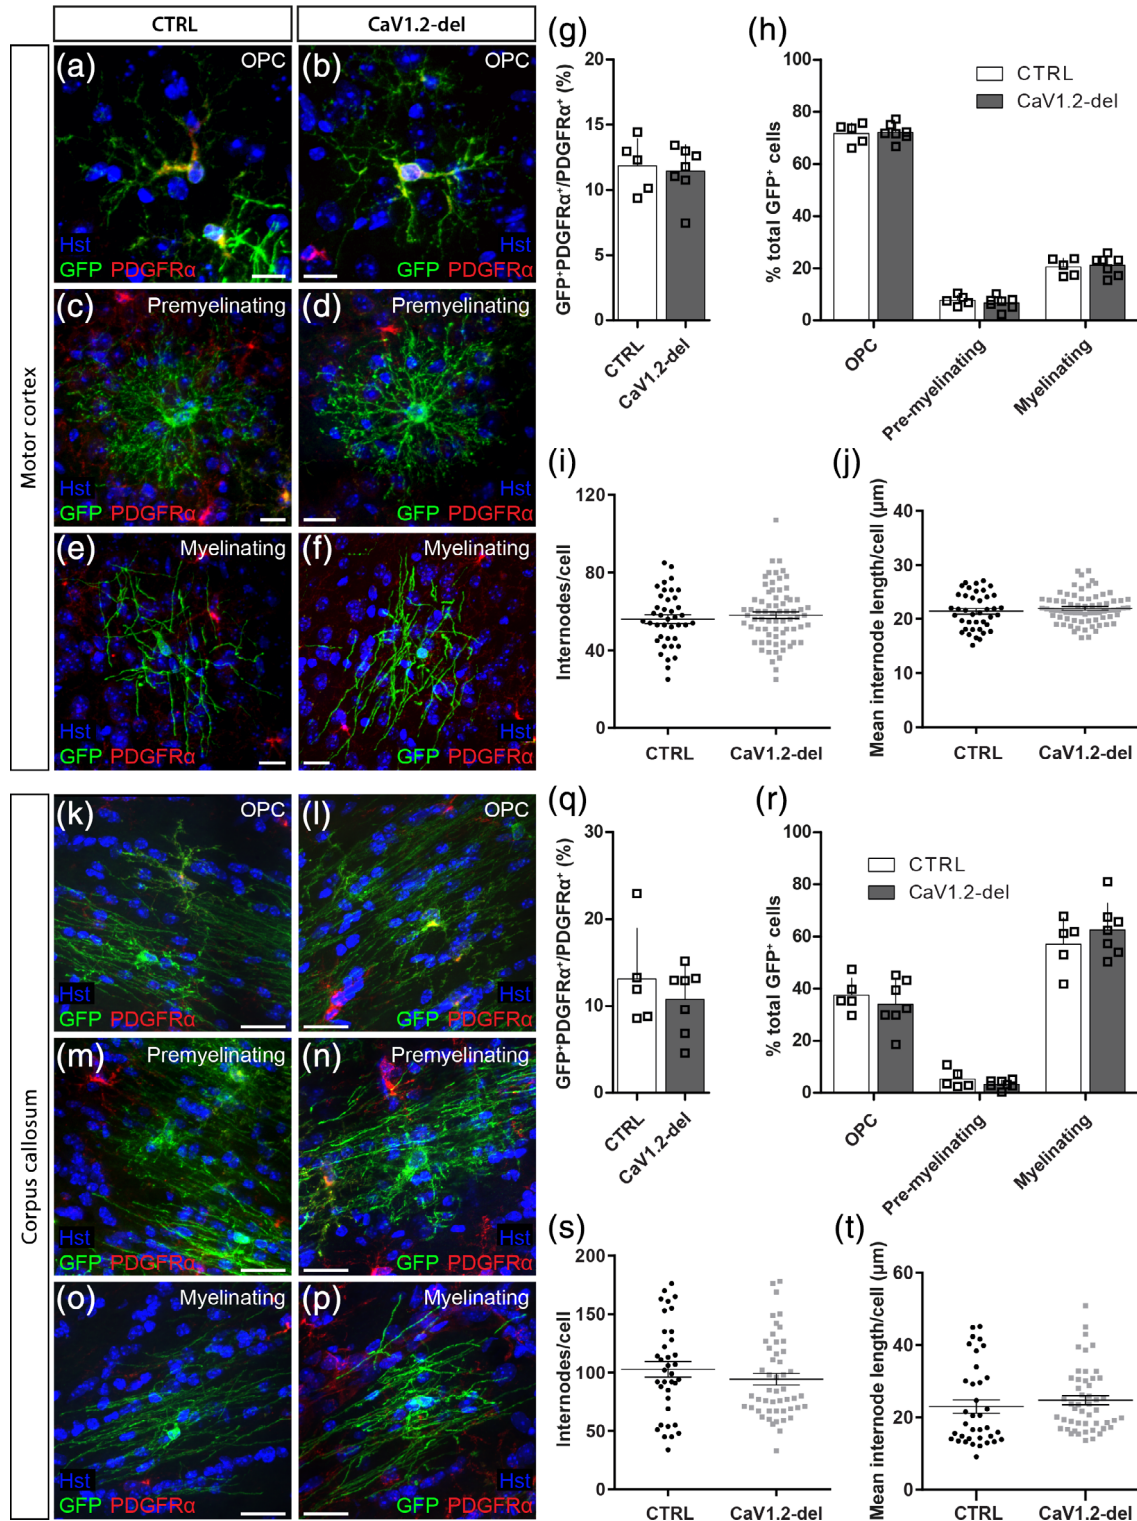 CTRL
CaV1.2-del
Motor cortex
(a)
OPC
Hst
GFP PDGFRα
(b)
OPC
Hst
GFP PDGFRα
(c)
Premyelinating
Hst
GFP PDGFRα
(d)
Premyelinating
Hst
GFP PDGFRα
(e)
Myelinating
Hst
GFP PDGFRα
(f)
Myelinating
Hst
GFP PDGFRα
(g)
GFP⁺PDGFRα⁺/PDGFRα⁺ (%)
20
15
10
5
0
CTRL
CaV1.2-del
(h)
% total GFP⁺ cells
100
80
60
40
20
0
CTRL
CaV1.2-del
OPC
Pre-myelinating
Myelinating
(i)
Internodes/cell
120
80
40
0
CTRL
CaV1.2-del
(j)
Mean internode length/cell (µm)
40
30
20
10
0
CTRL
CaV1.2-del
Corpus callosum
(k)
OPC
Hst
GFP PDGFRα
(l)
OPC
Hst
GFP PDGFRα
(m)
Premyelinating
Hst
GFP PDGFRα
(n)
Premyelinating
Hst
GFP PDGFRα
(o)
Myelinating
Hst
GFP PDGFRα
(p)
Myelinating
Hst
GFP PDGFRα
(q)
GFP⁺PDGFRα⁺/PDGFRα⁺ (%)
30
20
10
0
CTRL
CaV1.2-del
(r)
% total GFP⁺ cells
100
80
60
40
20
0
CTRL
CaV1.2-del
OPC
Pre-myelinating
Myelinating
(s)
Internodes/cell
200
150
100
50
0
CTRL
CaV1.2-del
(t)
Mean internode length/cell (µm)
60
40
20
0
CTRL
CaV1.2-del